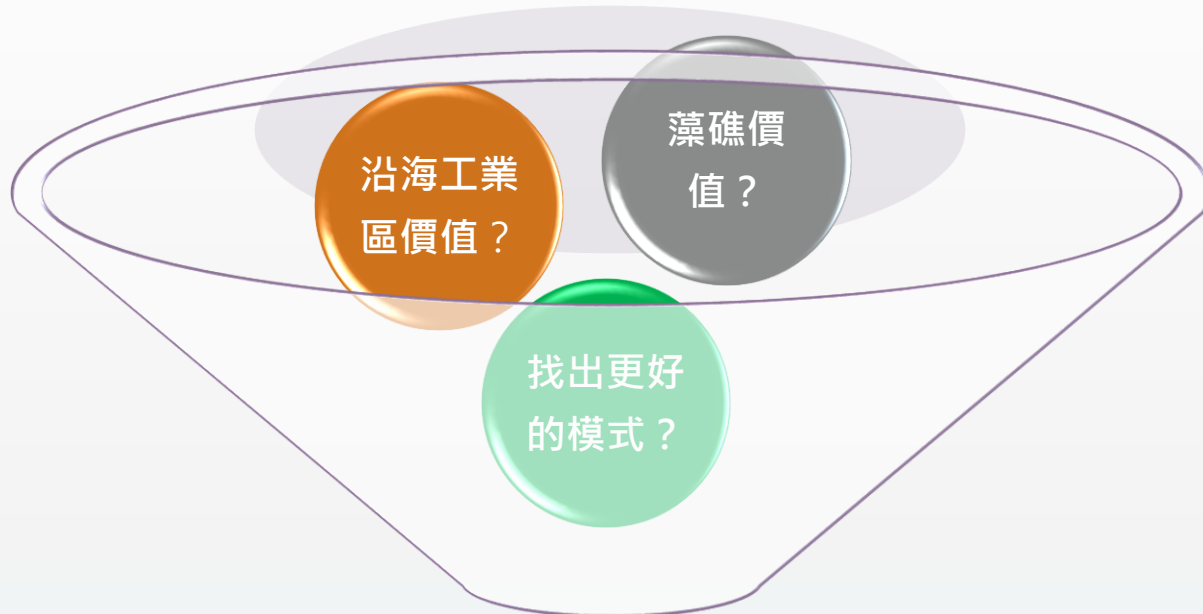 沿海工業
區價值？
藻礁價
值？
找出更好
的模式？